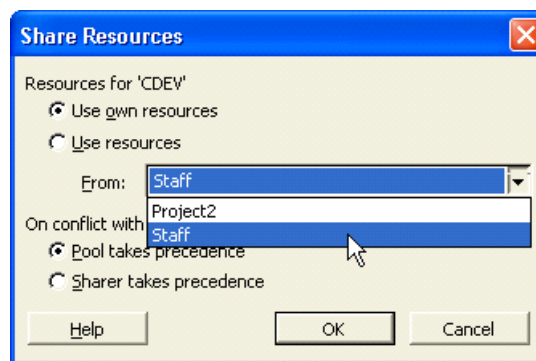 Share Resources
Resources for 'CDEV'
Use own resources
Use resources
From: Staff
Project2
Staff
On conflict with
Pool takes precedence
Sharer takes precedence
Help OK Cancel